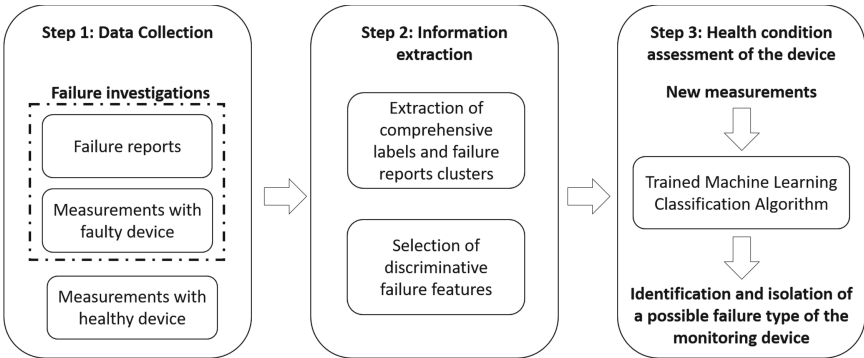 Step 1: Data Collection
Failure investigations
Failure reports
Measurements with
faulty device
Measurements with
healthy device
Step 2: Information
extraction
Extraction of
comprehensive
labels and failure
reports clusters
Selection of
discriminative
failure features
Step 3: Health condition
assessment of the device
New measurements
Trained Machine Learning
Classification Algorithm
Identification and isolation of
a possible failure type of the
monitoring device